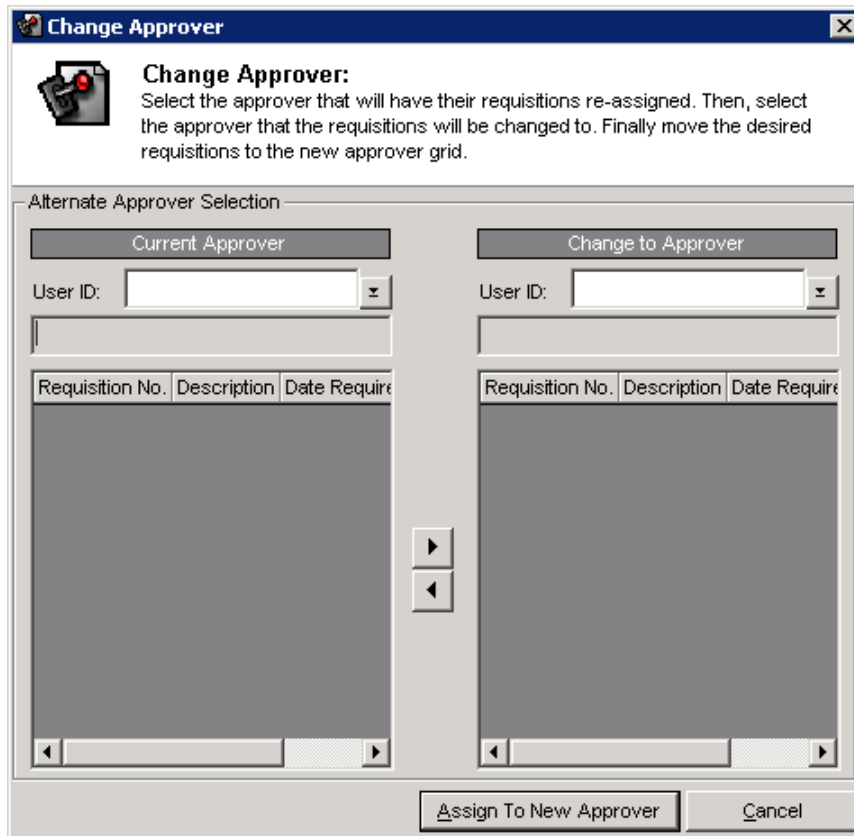 Change Approver
Change Approver:
Select the approver that will have their requisitions re-assigned. Then, select
the approver that the requisitions will be changed to. Finally move the desired
requisitions to the new approver grid.
Alternate Approver Selection
Current Approver
User ID:
Requisition No. Description Date Require
Change to Approver
User ID:
Requisition No. Description Date Require
Assign To New Approver
Cancel